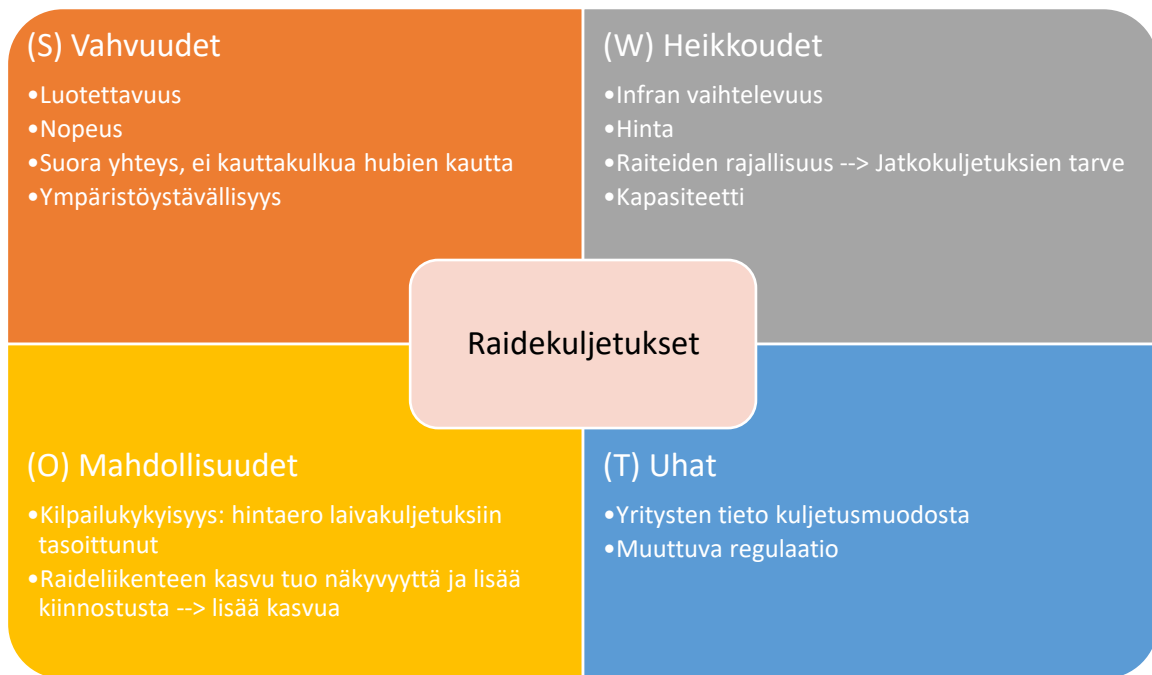 (S) Vahvuudet
•Luotettavuus
•Nopeus
•Suora yhteys, ei kauttakulkua hubien kautta
•Ympäristöystävällisyys
(W) Heikkoudet
•Infran vaihtelevuus
•Hinta
•Raiteiden rajallisuus --> Jatkokuljetuksien tarve
•Kapasiteetti
Raidekuljetukset
(O) Mahdollisuudet
•Kilpailukykyisyys: hintaero laivakuljetuksiin
tasoittunut
•Raideliikenteen kasvu tuo näkyvyyttä ja lisää
kiinnostusta --> lisää kasvua
(T) Uhat
•Yritysten tieto kuljetusmuodosta
•Muuttuva regulaatio